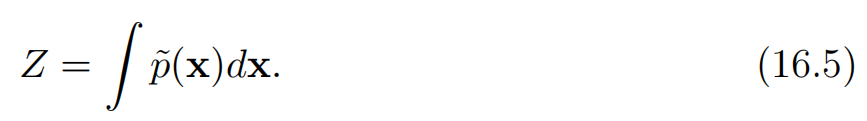 Z = ∫ p̃(𝐱)d𝐱. (16.5)